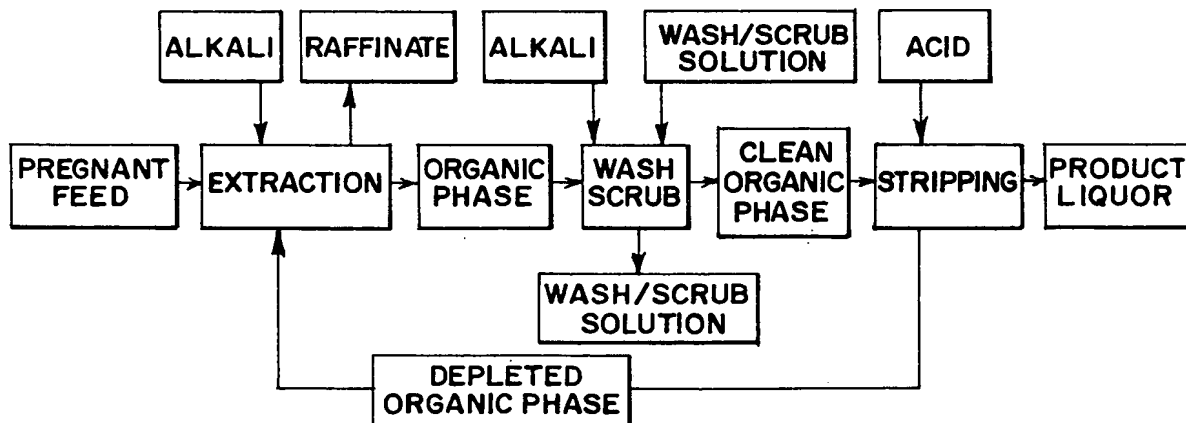 ALKALI
RAFFINATE
ALKALI
WASH/SCRUB
SOLUTION
ACID
PREGNANT
FEED
EXTRACTION
ORGANIC
PHASE
WASH
SCRUB
CLEAN
ORGANIC
PHASE
STRIPPING
PRODUCT
LIQUOR
WASH/SCRUB
SOLUTION
DEPLETED
ORGANIC PHASE